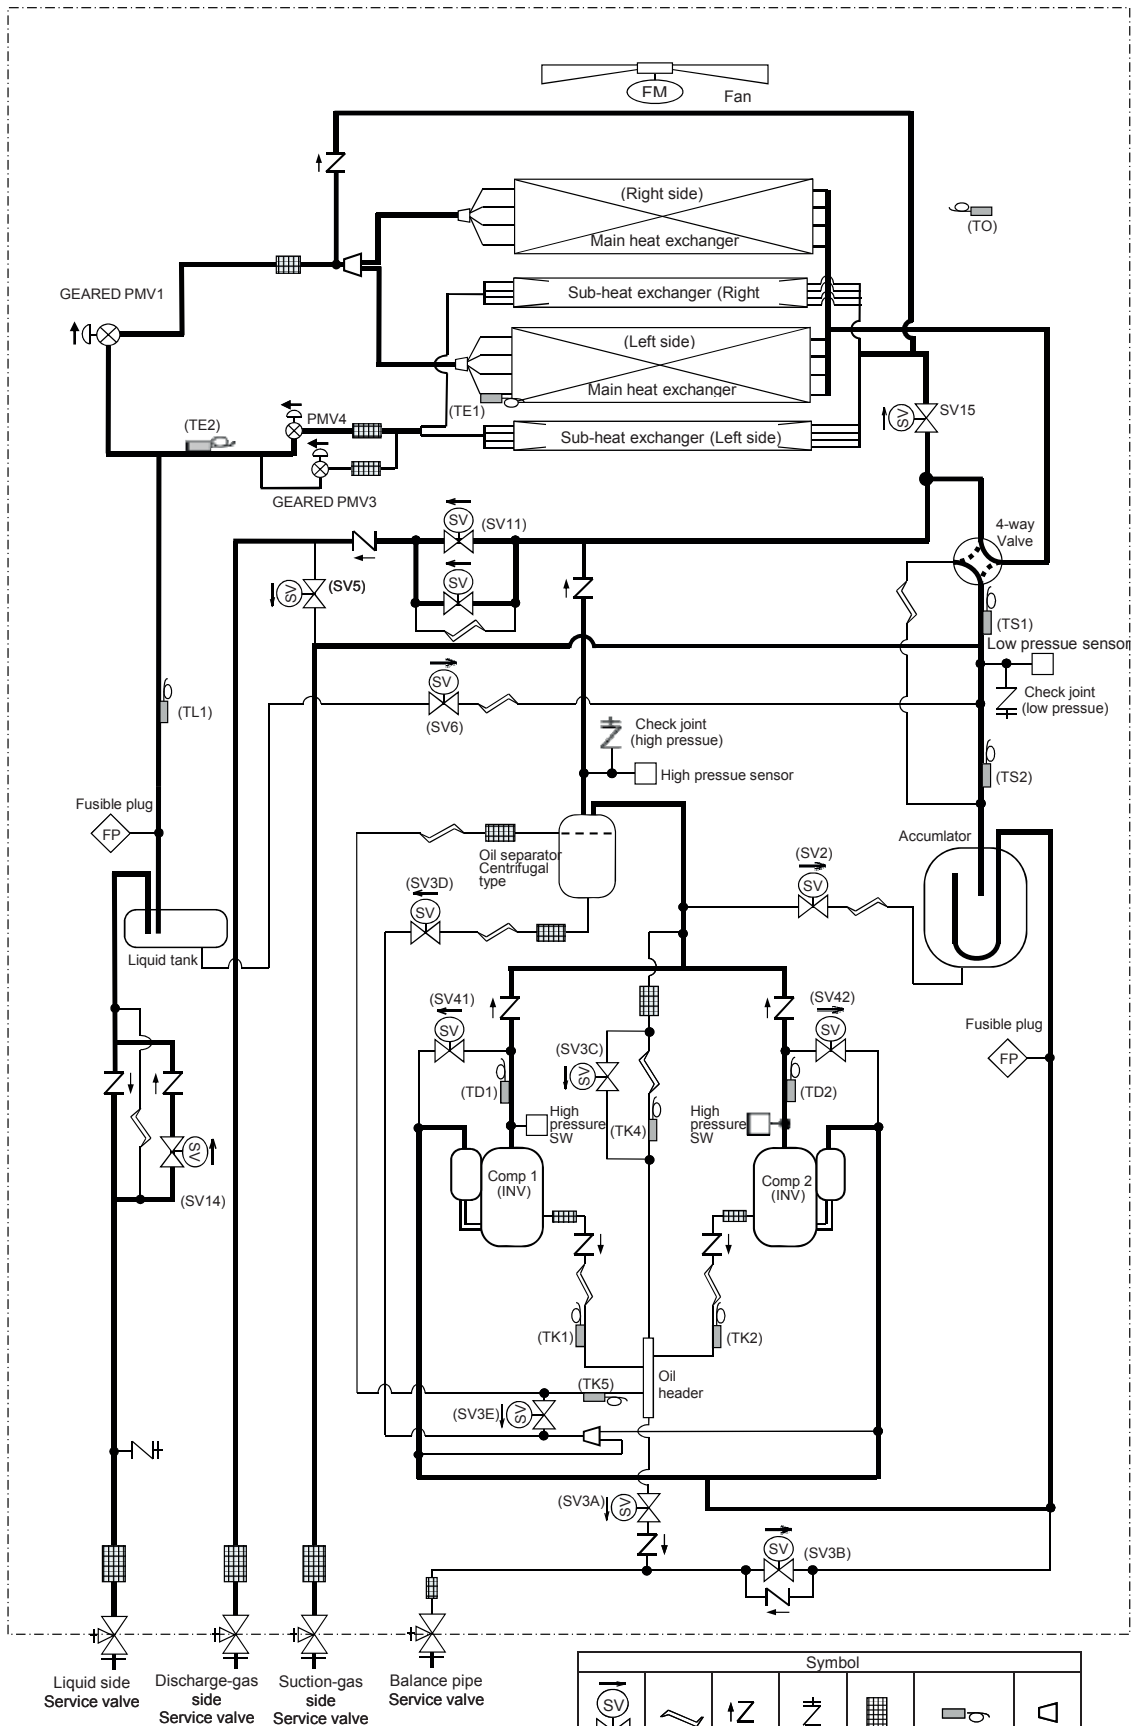 FM
Fan
(Right side)
Main heat exchanger
(TO)
GEARED PMV1
Sub-heat exchanger (Right
(Left side)
Main heat exchanger
(TE1)
SV
SV15
(TE2)
PMV4
Sub-heat exchanger (Left side)
GEARED PMV3
SV
(SV11)
4-way
Valve
SV
(SV5)
SV
(TS1)
Low pressue sensor
SV
(SV6)
Check joint
(low pressue)
(TL1)
Check joint
(high pressue)
High pressue sensor
(TS2)
Fusible plug
FP
Accumlator
Oil separator
Centrifugal
type
(SV2)
SV
(SV3D)
SV
Liquid tank
(SV41)
SV
(SV42)
SV
Fusible plug
FP
(SV3C)
SV
(TD1)
(TD2)
High
pressure
SW
(TK4)
High
pressure
SW
SV
(SV14)
Comp 1
(INV)
Comp 2
(INV)
(TK1)
(TK2)
Oil
header
(TK5)
(SV3E)
SV
(SV3A)
SV
SV
(SV3B)
Liquid side
Service valve
Discharge-gas
side
Service valve
Suction-gas
side
Service valve
Balance pipe
Service valve
Symbol
SV